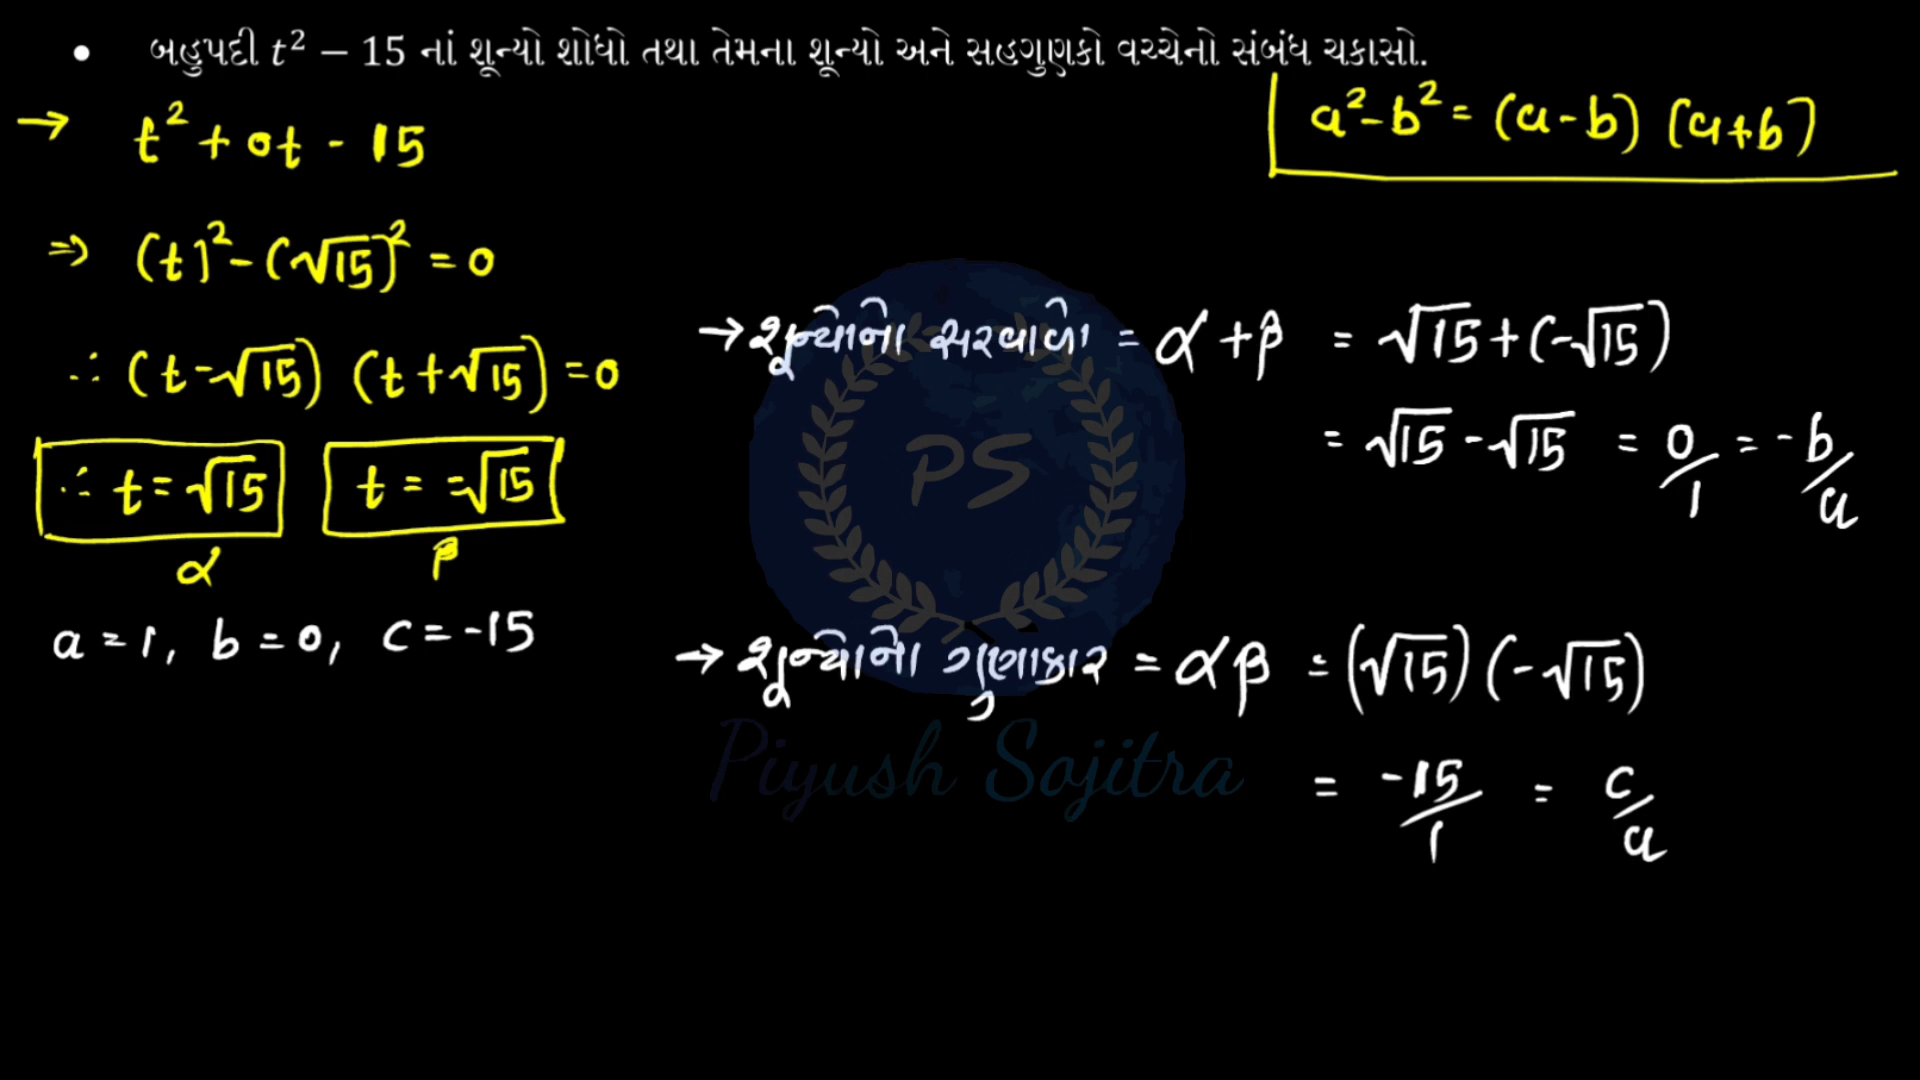 • બહુપદી t² − 15 નાં શૂન્યો શોધો તથા તેમના શૂન્યો અને સહગુણકો વચ્ચેનો સંબંધ ચકાસો.
a² - b² = (a - b) (a + b)
→ t² + 0t - 15
⇒ (t)² - (√15)² = 0
∴ (t - √15) (t + √15) = 0
∴ t = √15 t = -√15
α β
a = 1, b = 0, c = -15
→ શૂન્યોનો સરવાળો = α + β = √15 + (-√15)
= √15 - √15 = 0/1 = -b/a
→ શૂન્યોનો ગુણાકાર = αβ = (√15) (-√15)
= -15/1 = c/a
PS
Piyush Sojitra